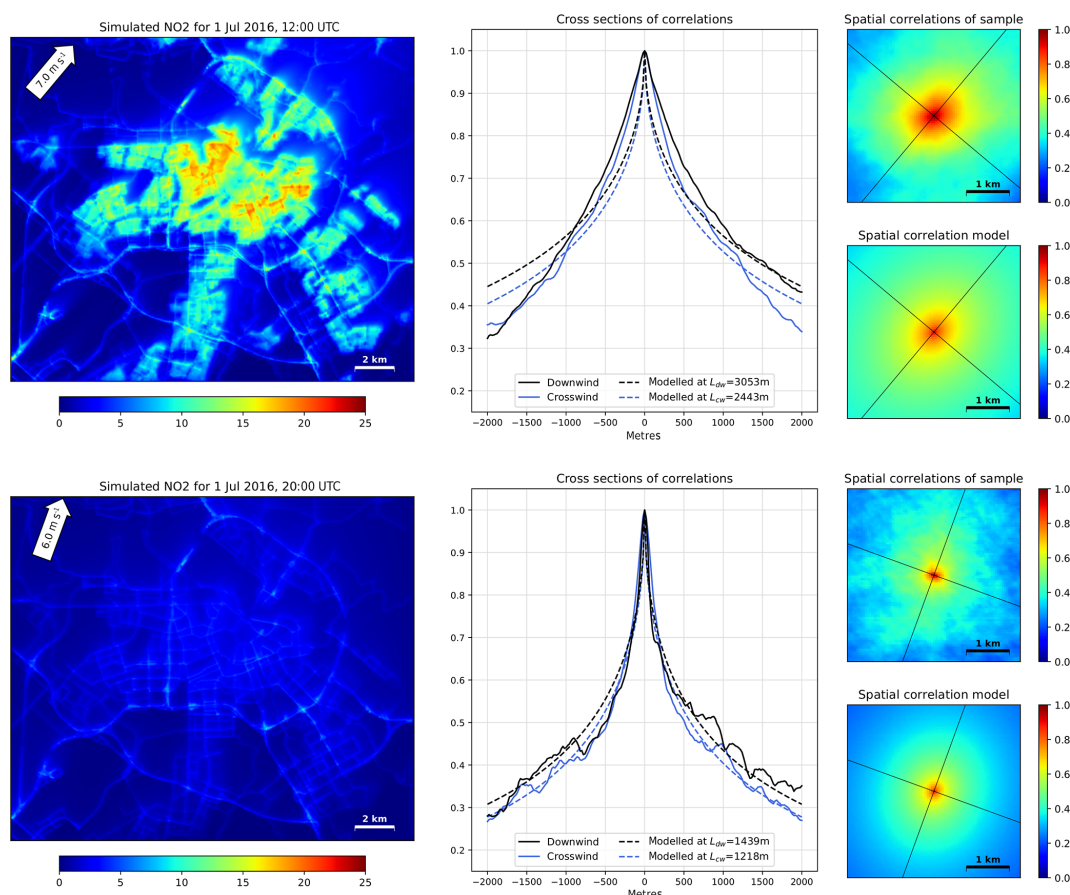 Simulated NO2 for 1 Jul 2016, 12:00 UTC
7.0 m s⁻¹
2 km
0 5 10 15 20 25
Cross sections of correlations
1.0
0.9
0.8
0.7
0.6
0.5
0.4
0.3
0.2
Downwind
Crosswind
Modelled at L_dw=3053m
Modelled at L_cw=2443m
−2000 −1500 −1000 −500 0 500 1000 1500 2000
Metres
Spatial correlations of sample
1 km
1.0
0.8
0.6
0.4
0.2
0.0
Spatial correlation model
1 km
1.0
0.8
0.6
0.4
0.2
0.0
Simulated NO2 for 1 Jul 2016, 20:00 UTC
6.0 m s⁻¹
2 km
0 5 10 15 20 25
Cross sections of correlations
1.0
0.9
0.8
0.7
0.6
0.5
0.4
0.3
0.2
Downwind
Crosswind
Modelled at L_dw=1439m
Modelled at L_cw=1218m
−2000 −1500 −1000 −500 0 500 1000 1500 2000
Metres
Spatial correlations of sample
1 km
1.0
0.8
0.6
0.4
0.2
0.0
Spatial correlation model
1 km
1.0
0.8
0.6
0.4
0.2
0.0